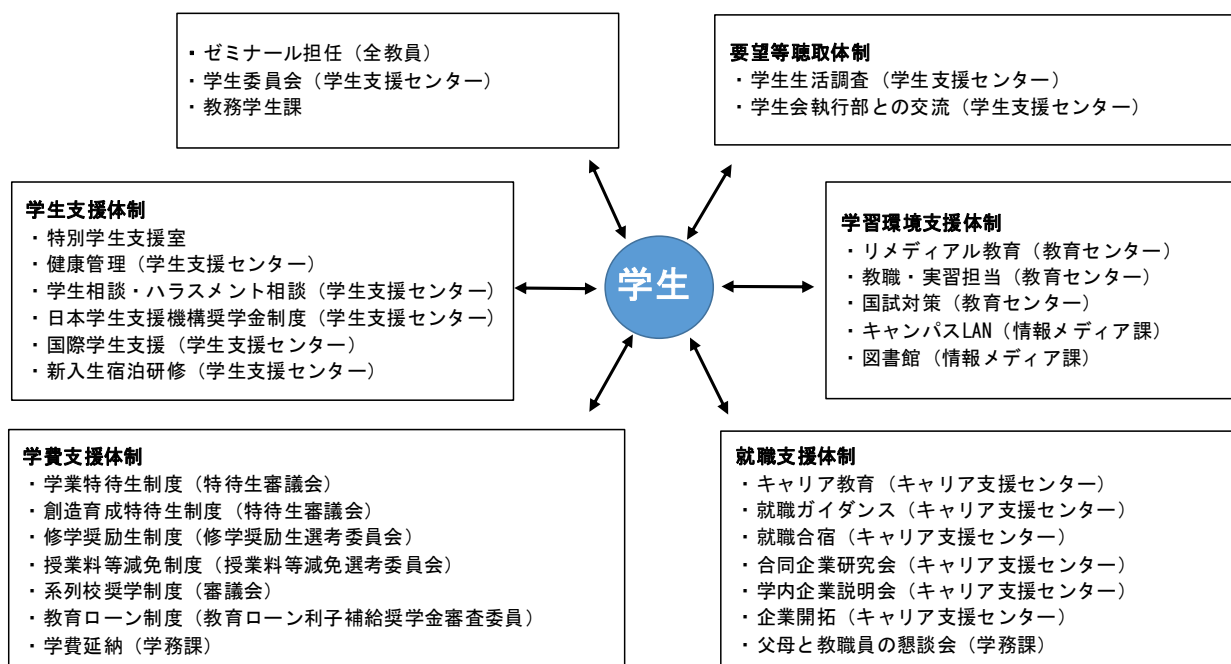 ・ゼミナール担任（全教員）
・学生委員会（学生支援センター）
・教務学生課
要望等聴取体制
・学生生活調査（学生支援センター）
・学生会執行部との交流（学生支援センター）
学生支援体制
・特別学生支援室
・健康管理（学生支援センター）
・学生相談・ハラスメント相談（学生支援センター）
・日本学生支援機構奨学金制度（学生支援センター）
・国際学生支援（学生支援センター）
・新入生宿泊研修（学生支援センター）
学生
学習環境支援体制
・リメディアル教育（教育センター）
・教職・実習担当（教育センター）
・国試対策（教育センター）
・キャンパスLAN（情報メディア課）
・図書館（情報メディア課）
学費支援体制
・学業特待生制度（特待生審議会）
・創造育成特待生制度（特待生審議会）
・修学奨励生制度（修学奨励生選考委員会）
・授業料等減免制度（授業料等減免選考委員会）
・系列校奨学制度（審議会）
・教育ローン制度（教育ローン利子補給奨学金審査委員）
・学費延納（学務課）
就職支援体制
・キャリア教育（キャリア支援センター）
・就職ガイダンス（キャリア支援センター）
・就職合宿（キャリア支援センター）
・合同企業研究会（キャリア支援センター）
・学内企業説明会（キャリア支援センター）
・企業開拓（キャリア支援センター）
・父母と教職員の懇談会（学務課）